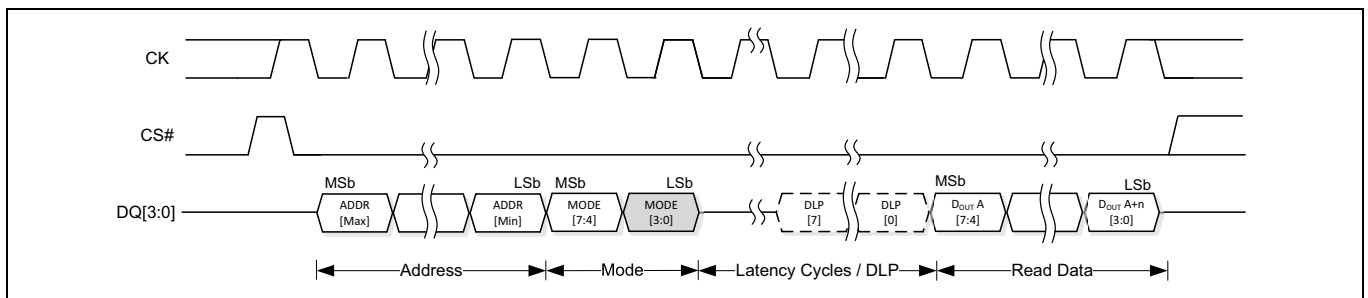 CK
CS#
MSb LSb MSb LSb MSb LSb
DQ[3:0] ADDR ADDR MODE MODE DLP DLP DOUT A DOUT A+n
[Max] [Min] [7:4] [3:0] [7] [0] [7:4] [3:0]
Address Mode Latency Cycles / DLP Read Data